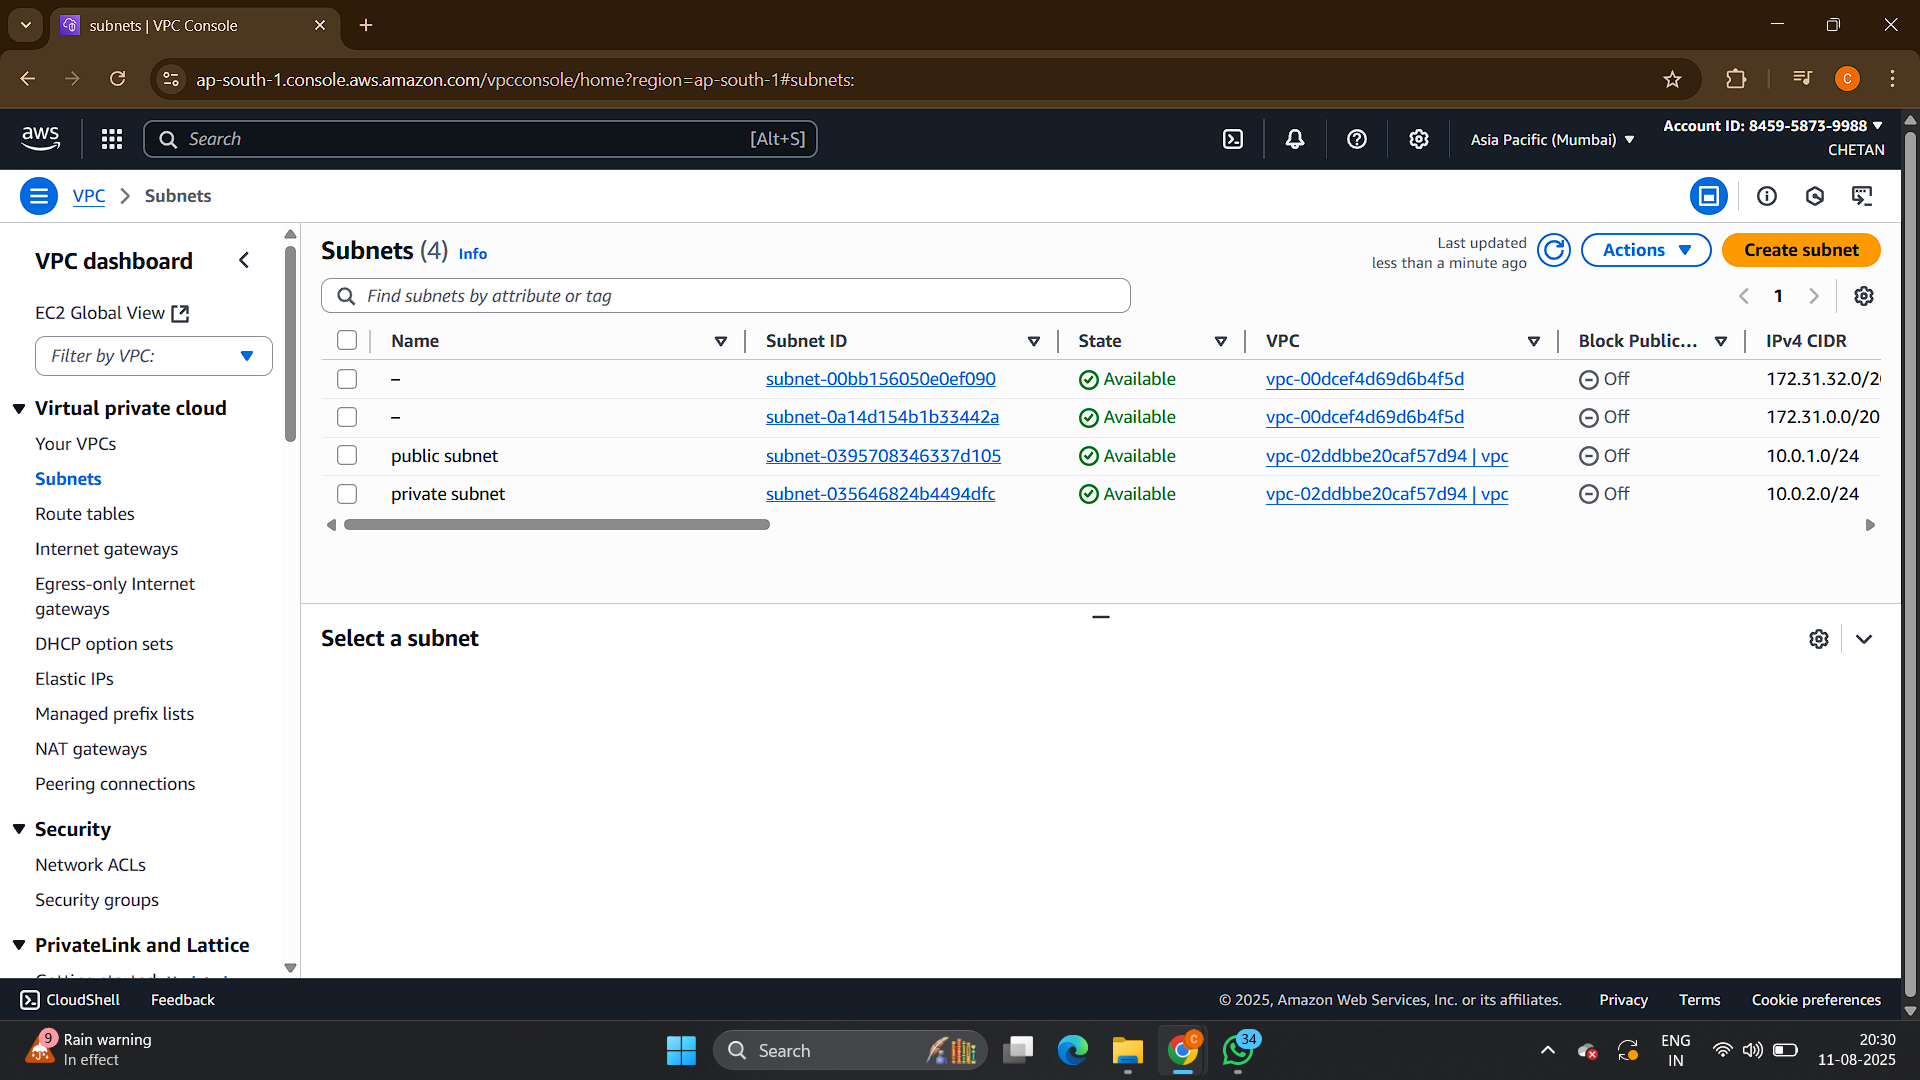 subnets | VPC Console
ap-south-1.console.aws.amazon.com/vpcconsole/home?region=ap-south-1#subnets:
C
aws
Search
[Alt+S]
Asia Pacific (Mumbai)
Account ID: 8459-5873-9988
CHETAN
VPC
Subnets
VPC dashboard
EC2 Global View
Filter by VPC:
Virtual private cloud
Your VPCs
Subnets
Route tables
Internet gateways
Egress-only Internet
gateways
DHCP option sets
Elastic IPs
Managed prefix lists
NAT gateways
Peering connections
Security
Network ACLs
Security groups
PrivateLink and Lattice
Subnets (4) Info
Last updated
less than a minute ago
Actions
Create subnet
Find subnets by attribute or tag
1
Name Subnet ID State VPC Block Public... IPv4 CIDR
– subnet-00bb156050e0ef090 Available vpc-00dcef4d69d6b4f5d Off 172.31.32.0/20
– subnet-0a14d154b1b33442a Available vpc-00dcef4d69d6b4f5d Off 172.31.0.0/20
public subnet subnet-0395708346337d105 Available vpc-02ddbbe20caf57d94 | vpc Off 10.0.1.0/24
private subnet subnet-035646824b4494dfc Available vpc-02ddbbe20caf57d94 | vpc Off 10.0.2.0/24
Select a subnet
CloudShell
Feedback
© 2025, Amazon Web Services, Inc. or its affiliates.
Privacy
Terms
Cookie preferences
9
Rain warning
In effect
Search
C
34
ENG
IN
20:30
11-08-2025